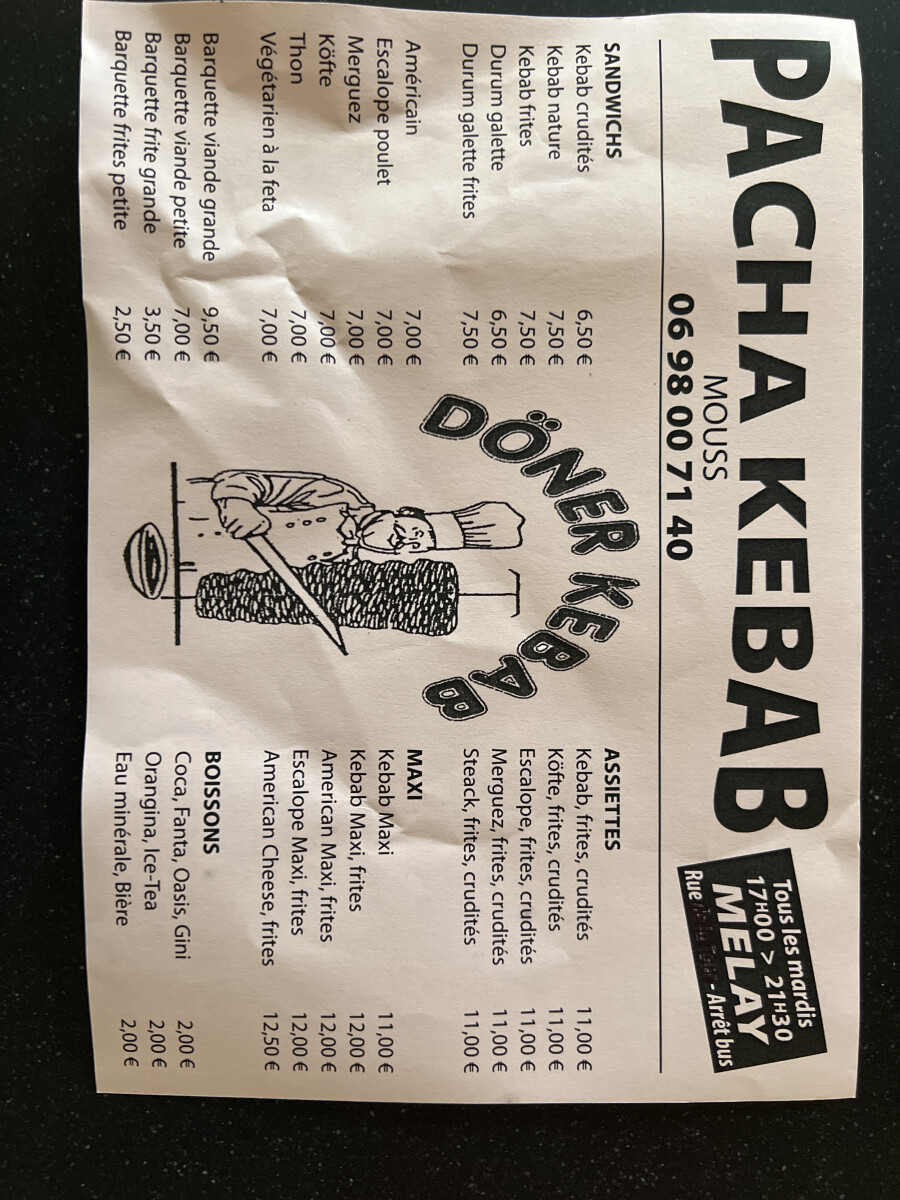 PACHA KEBAB
MOUSS
06 98 00 71 40
Tous les mardis
17H00 > 21H30
MELAY
Rue - Arrêt bus
SANDWICHS
Kebab crudités 6,50 €
Kebab nature 7,50 €
Kebab frites 7,50 €
Durum galette 6,50 €
Durum galette frites 7,50 €
Américain 7,00 €
Escalope poulet 7,00 €
Merguez 7,00 €
Köfte 7,00 €
Thon 7,00 €
Végétarien à la feta 7,00 €
Barquette viande grande 9,50 €
Barquette viande petite 7,00 €
Barquette frite grande 3,50 €
Barquette frites petite 2,50 €
DÖNER KEBAB
ASSIETTES
Kebab, frites, crudités 11,00 €
Köfte, frites, crudités 11,00 €
Escalope, frites, crudités 11,00 €
Merguez, frites, crudités 11,00 €
Steack, frites, crudités 11,00 €
MAXI
Kebab Maxi 11,00 €
Kebab Maxi, frites 12,00 €
American Maxi, frites 12,00 €
Escalope Maxi, frites 12,00 €
American Cheese, frites 12,50 €
BOISSONS
Coca, Fanta, Oasis, Gini 2,00 €
Orangina, Ice-Tea 2,00 €
Eau minérale, Bière 2,00 €